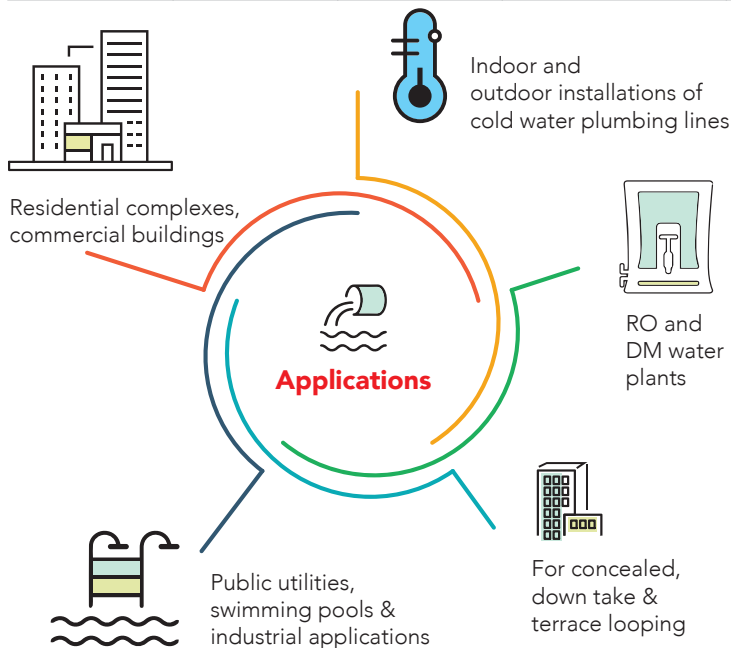 Indoor and
outdoor installations of
cold water plumbing lines
Residential complexes,
commercial buildings
RO and
DM water
plants
Applications
For concealed,
down take &
terrace looping
Public utilities,
swimming pools &
industrial applications